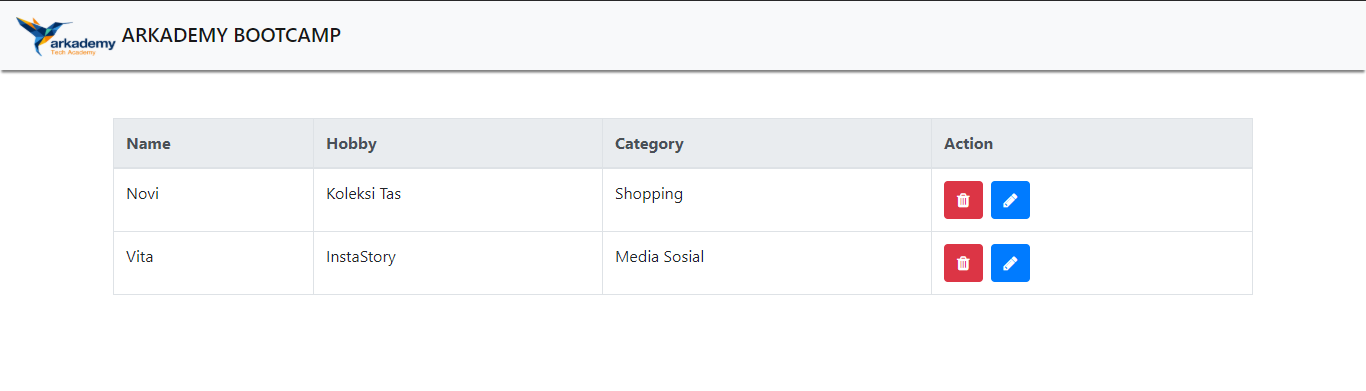 arkademy
Tech Academy
ARKADEMY BOOTCAMP
Name Hobby Category Action
Novi Koleksi Tas Shopping
Vita InstaStory Media Sosial